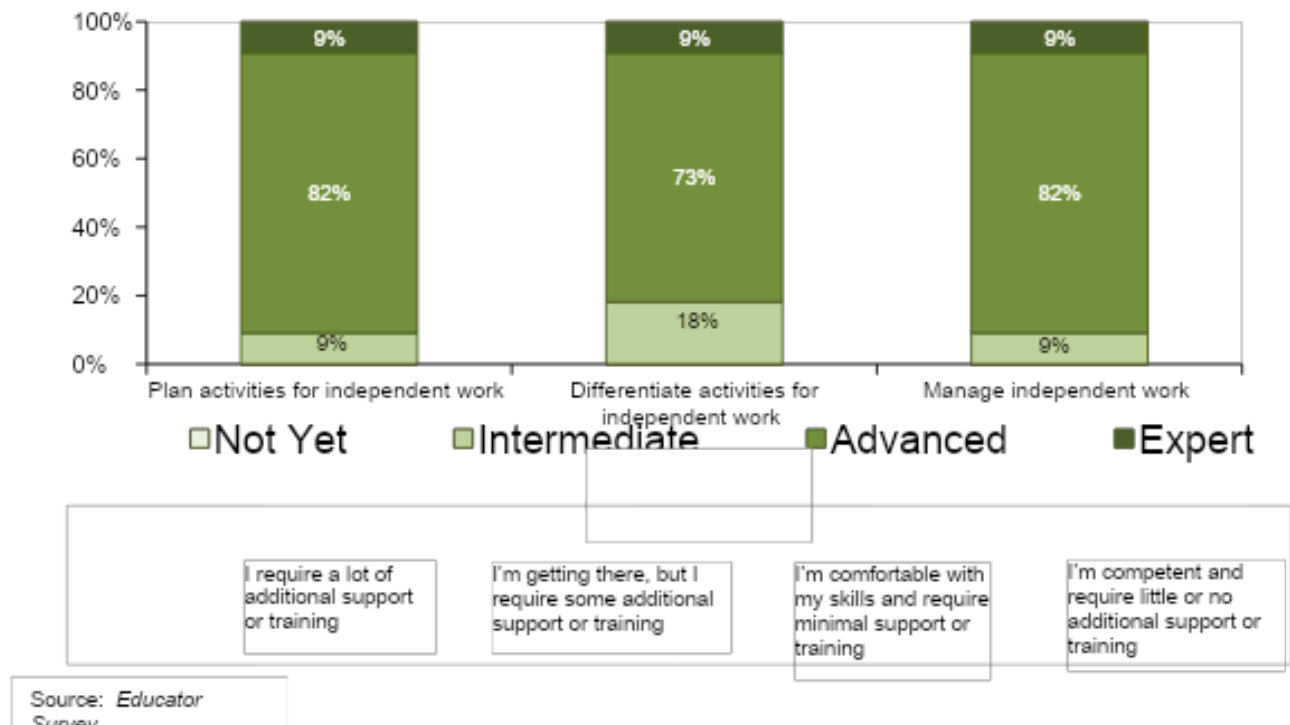 100%
9% 9% 9%
80%
60%
82% 73% 82%
40%
20%
18%
9% 9%
0%
Plan activities for independent work Differentiate activities for Manage independent work
independent work
Not Yet Intermediate Advanced Expert
I require a lot of
additional support
or training
I'm getting there, but I
require some additional
support or training
I'm comfortable with
my skills and require
minimal support or
training
I'm competent and
require little or no
additional support or
training
Source: Educator
Survey